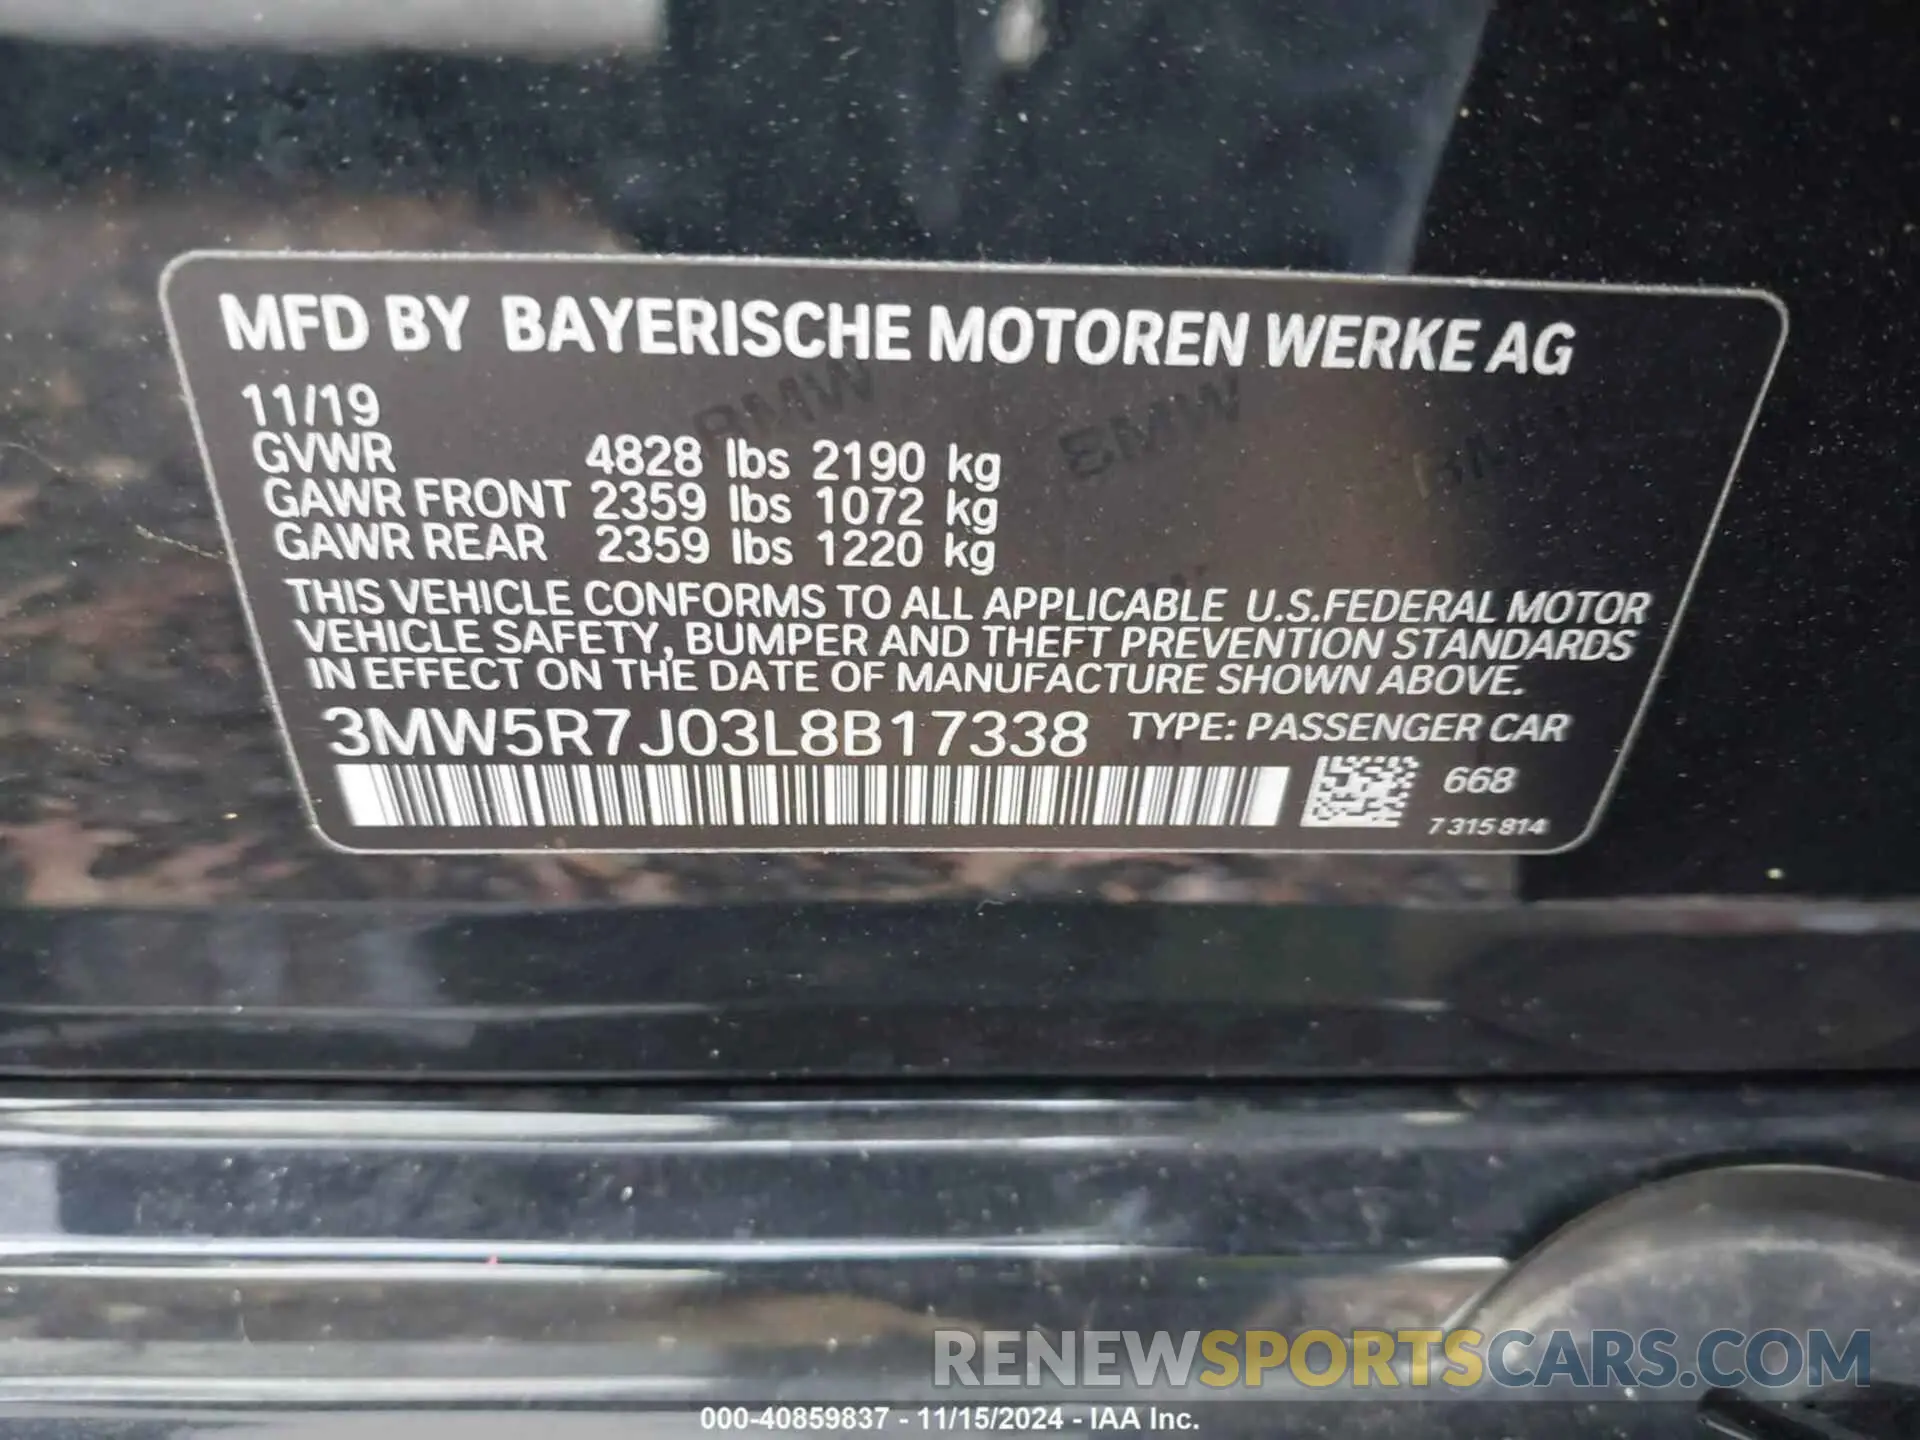 MFD BY BAYERISCHE MOTOREN WERKE AG
11/19
GVWR 4828 lbs 2190 kg
GAWR FRONT 2359 lbs 1072 kg
GAWR REAR 2359 lbs 1220 kg
THIS VEHICLE CONFORMS TO ALL APPLICABLE U.S.FEDERAL MOTOR
VEHICLE SAFETY, BUMPER AND THEFT PREVENTION STANDARDS
IN EFFECT ON THE DATE OF MANUFACTURE SHOWN ABOVE.
3MW5R7J03L8B17338 TYPE: PASSENGER CAR
668
7 315 814
BMW BMW BMW
RENEWSPORTSCARS.COM
000-40859837 - 11/15/2024 - IAA Inc.